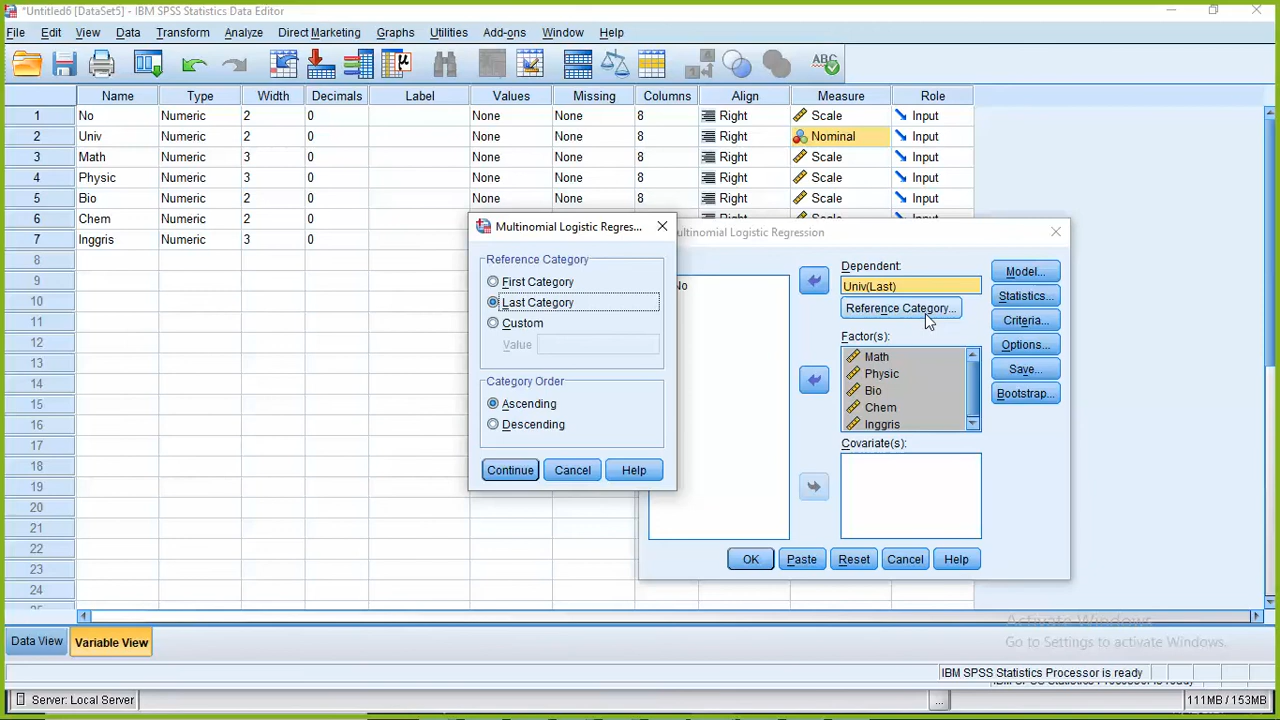 *Untitled6 [DataSet5] - IBM SPSS Statistics Data Editor
File Edit View Data Transform Analyze Direct Marketing Graphs Utilities Add-ons Window Help
Name Type Width Decimals Label Values Missing Columns Align Measure Role
1 No Numeric 2 0 None None 8 Right Scale Input
2 Univ Numeric 2 0 None None 8 Right Nominal Input
3 Math Numeric 3 0 None None 8 Right Scale Input
4 Physic Numeric 3 0 None None 8 Right Scale Input
5 Bio Numeric 2 0 None None 8 Right Scale Input
6 Chem Numeric 2 0
7 Inggris Numeric 3 0
8
9
10
11
12
13
14
15
16
17
18
19
20
21
22
23
24
Multinomial Logistic Regres...
Reference Category
First Category
Last Category
Custom
Value
Category Order
Ascending
Descending
Continue Cancel Help
ultinomial Logistic Regression
No
Dependent:
Univ(Last)
Reference Category...
Factor(s):
Math
Physic
Bio
Chem
Inggris
Covariate(s):
Model...
Statistics...
Criteria...
Options...
Save...
Bootstrap...
OK Paste Reset Cancel Help
Activate Windows
Go to Settings to activate Windows.
Data View Variable View
IBM SPSS Statistics Processor is ready
Server: Local Server ... 111MB / 153MB